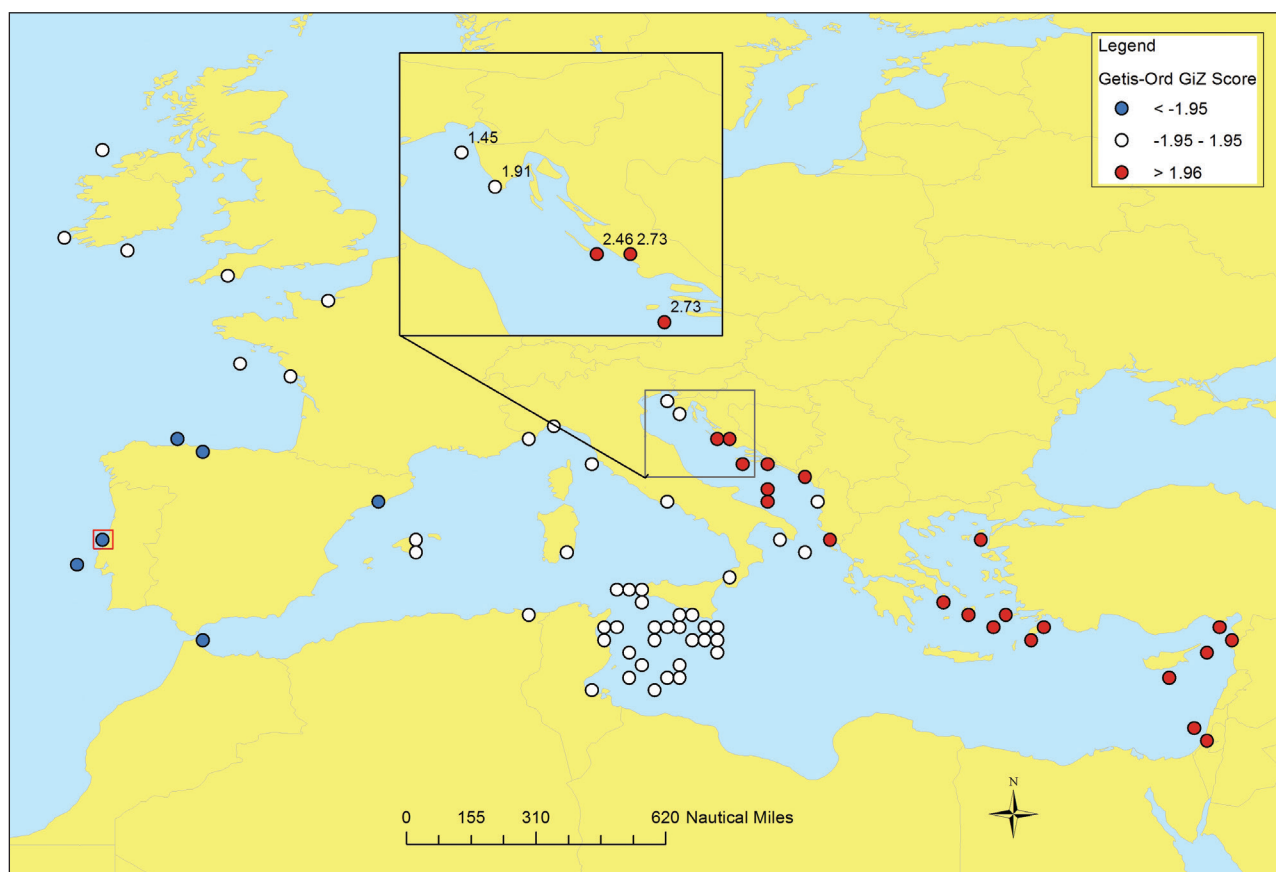 Legend
Getis-Ord GiZ Score
< -1.95
-1.95 - 1.95
> 1.96
1.45
1.91
2.46 2.73
2.73
N
0 155 310 620 Nautical Miles